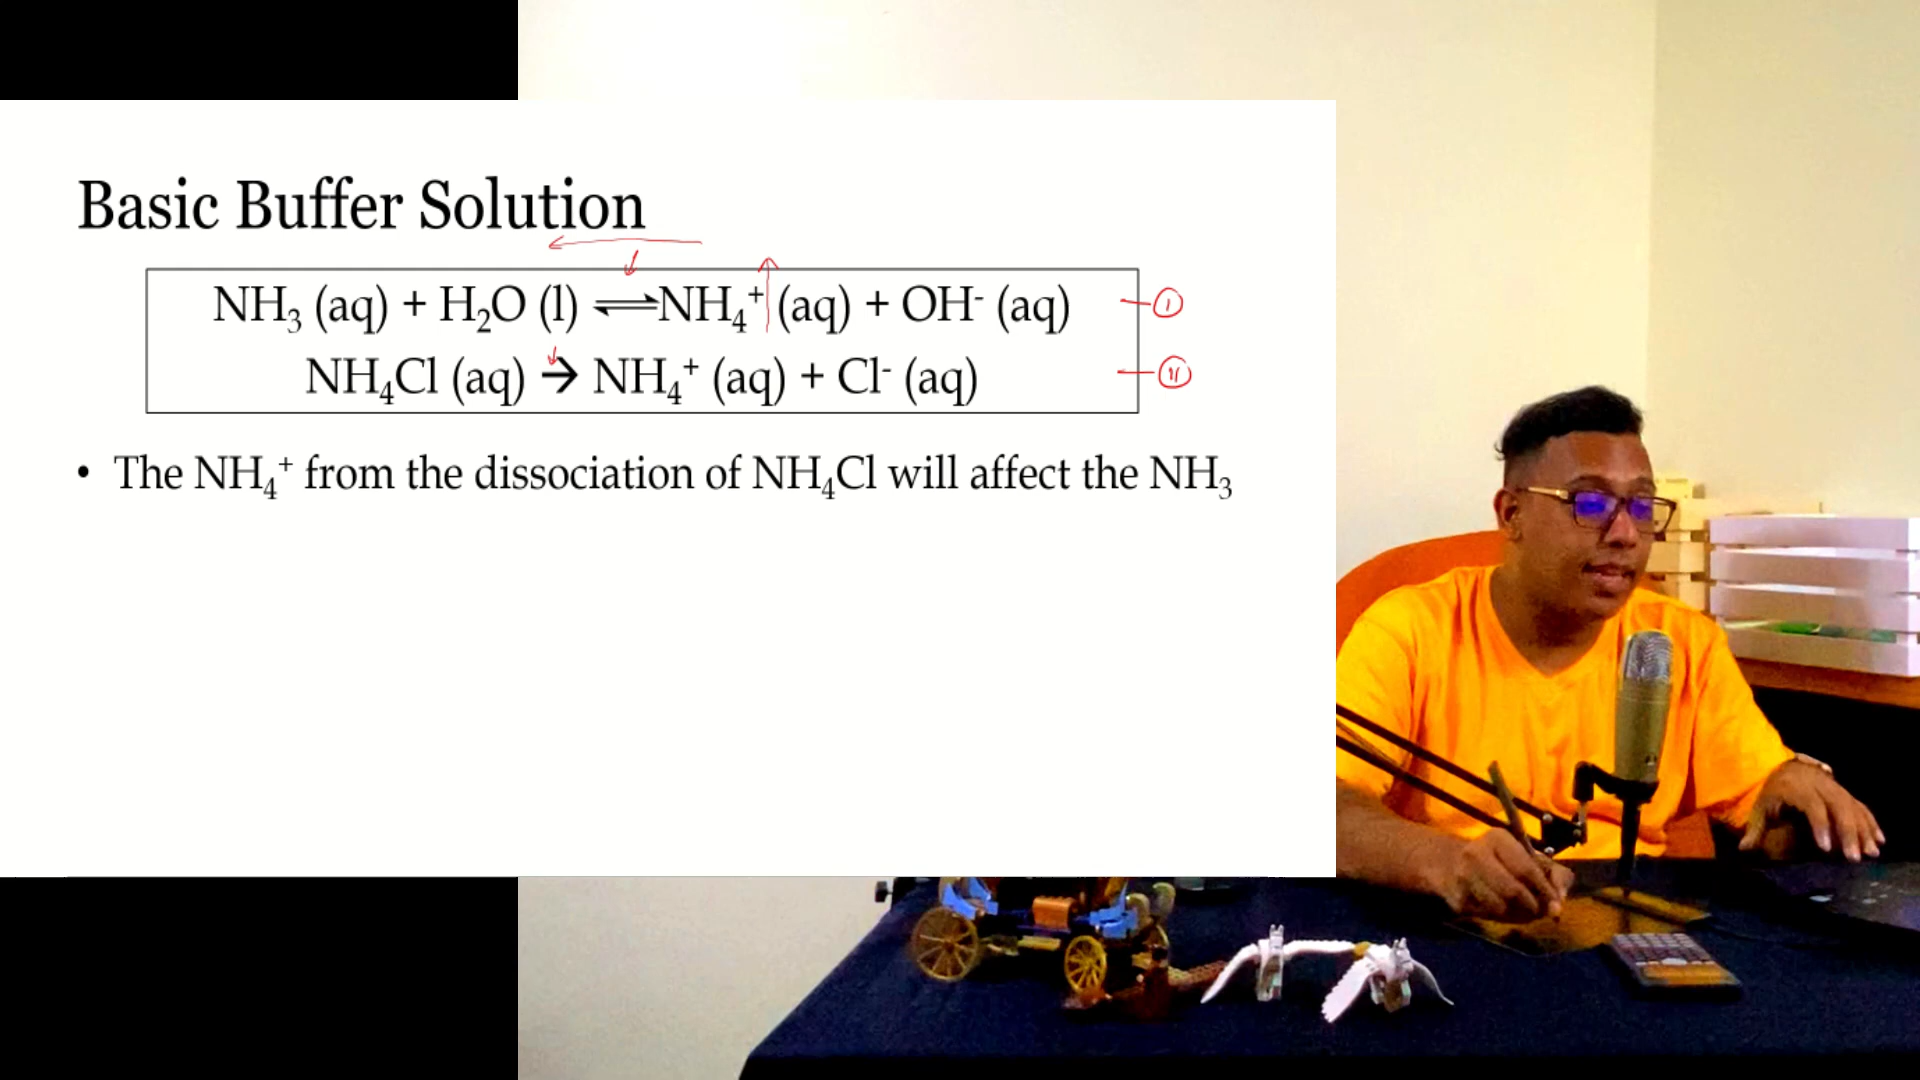 Basic Buffer Solution
NH₃ (aq) + H₂O (l) ⇌NH₄⁺ (aq) + OH⁻ (aq) — I
NH₄Cl (aq) → NH₄⁺ (aq) + Cl⁻ (aq) — II
• The NH₄⁺ from the dissociation of NH₄Cl will affect the NH₃